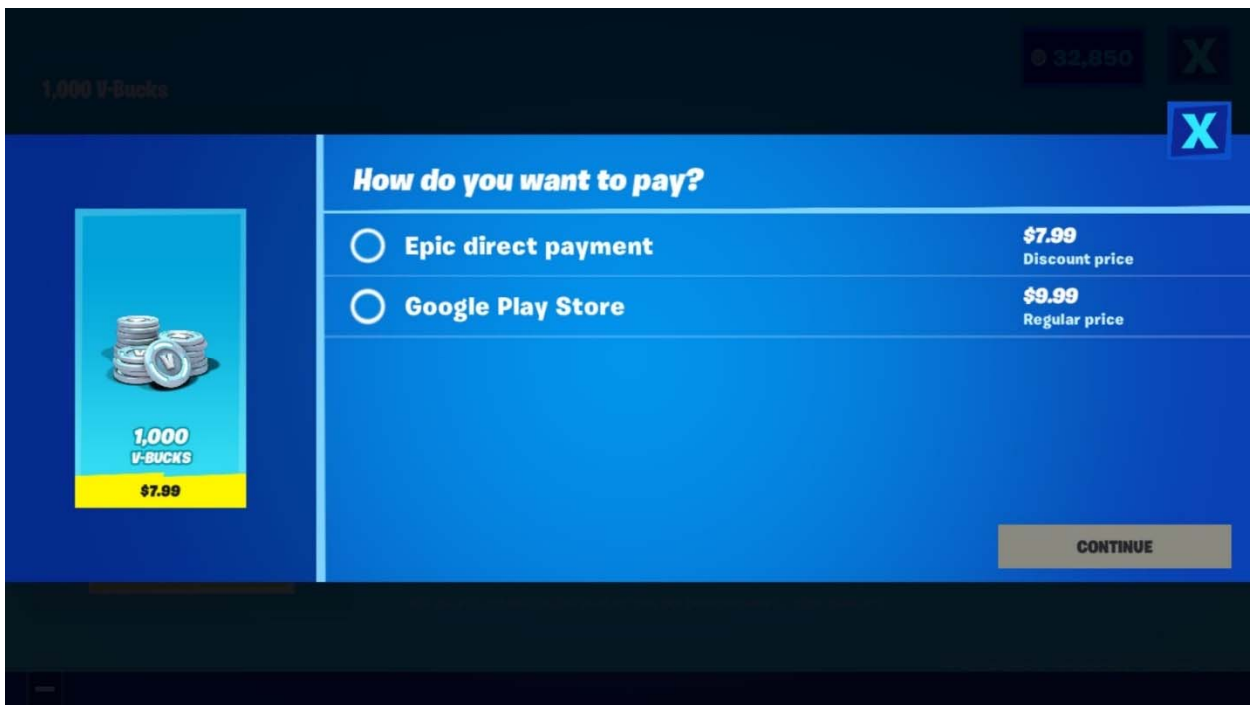 32,850
X
1,000 V-Bucks
X
How do you want to pay?
Epic direct payment
$7.99
Discount price
Google Play Store
$9.99
Regular price
1,000
V-BUCKS
$7.99
CONTINUE